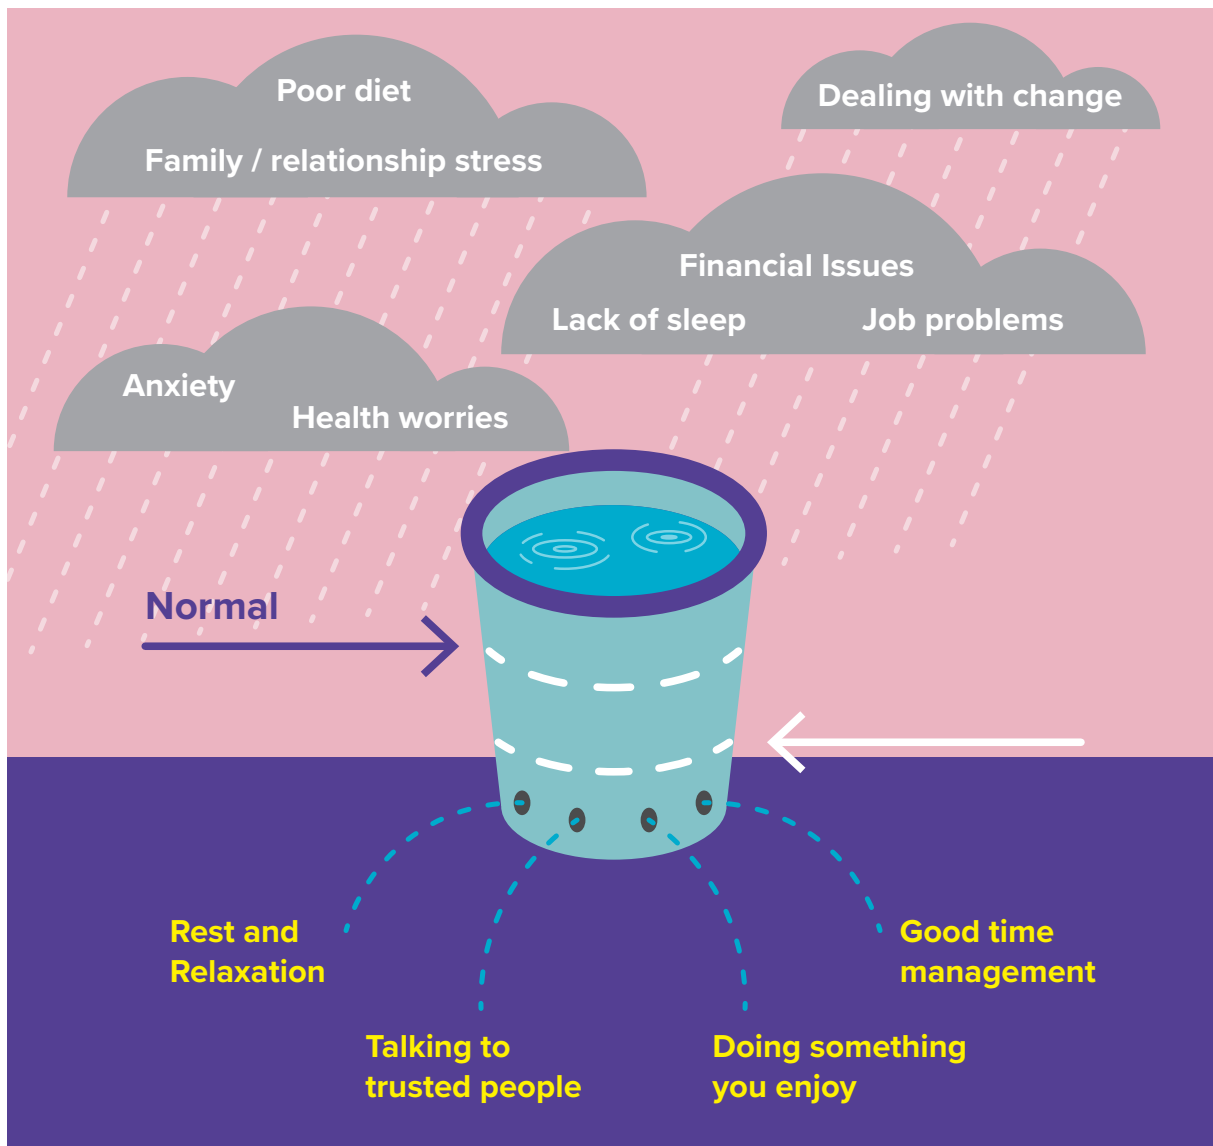 Poor diet
Family / relationship stress
Dealing with change
Financial Issues
Lack of sleep
Job problems
Anxiety
Health worries
Normal
Rest and
Relaxation
Talking to
trusted people
Doing something
you enjoy
Good time
management